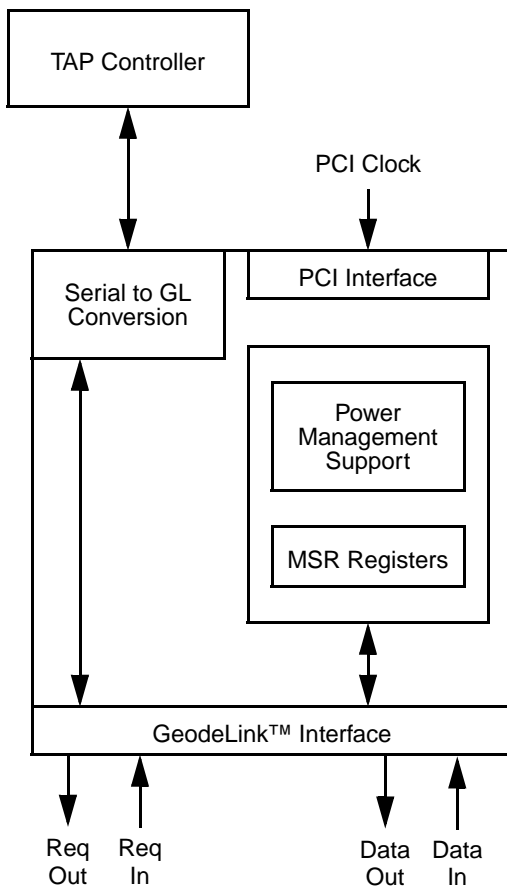 TAP Controller
PCI Clock
Serial to GL
Conversion
PCI Interface
Power
Management
Support
MSR Registers
GeodeLink™ Interface
Req
Out
Req
In
Data
Out
Data
In